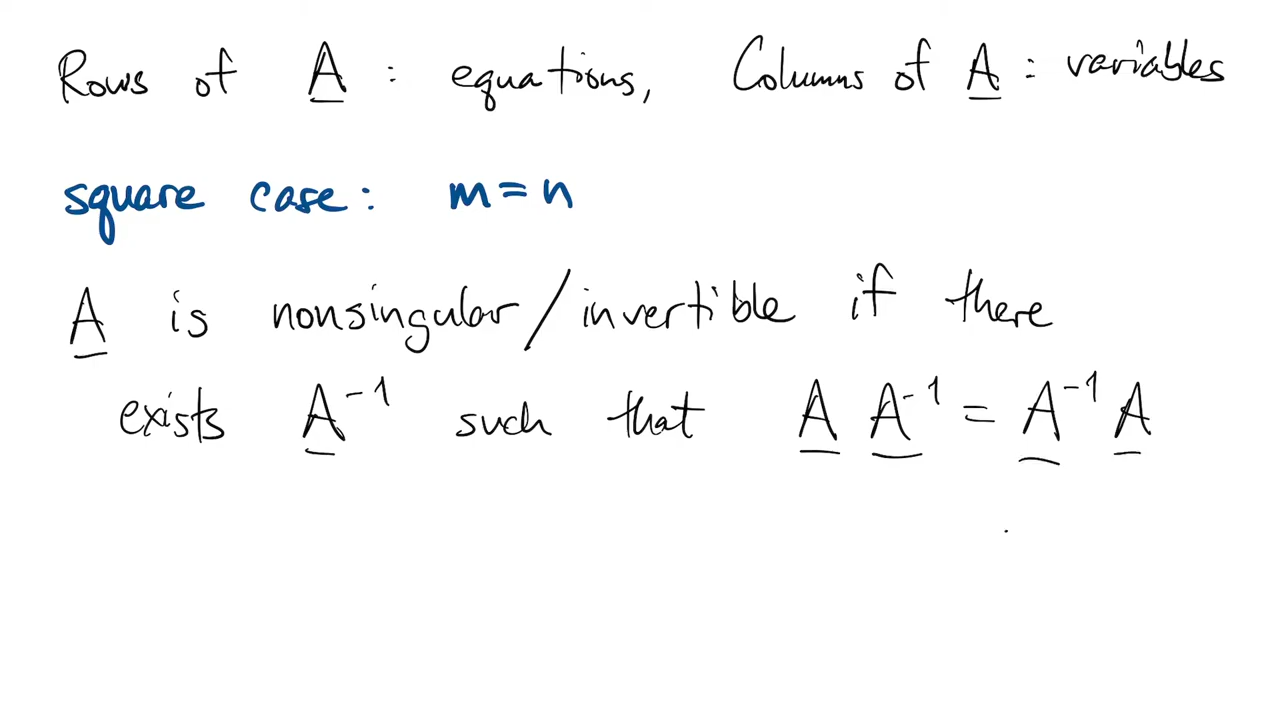 Rows of A : equations, Columns of A : variables
square case: m = n
A is nonsingular/invertible if there
exists A⁻¹ such that A A⁻¹ = A⁻¹ A